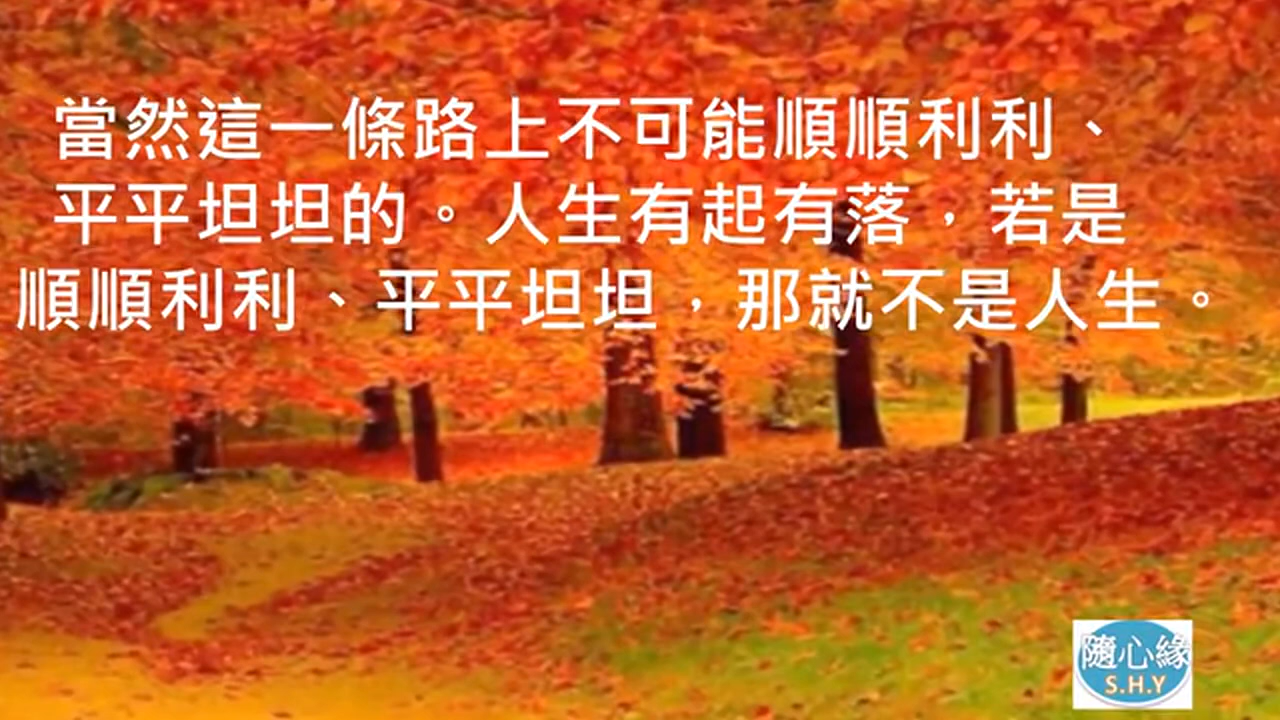 當然這一條路上不可能順順利利、
平平坦坦的。人生有起有落，若是
順順利利、平平坦坦，那就不是人生。
隨心緣
S.H.Y